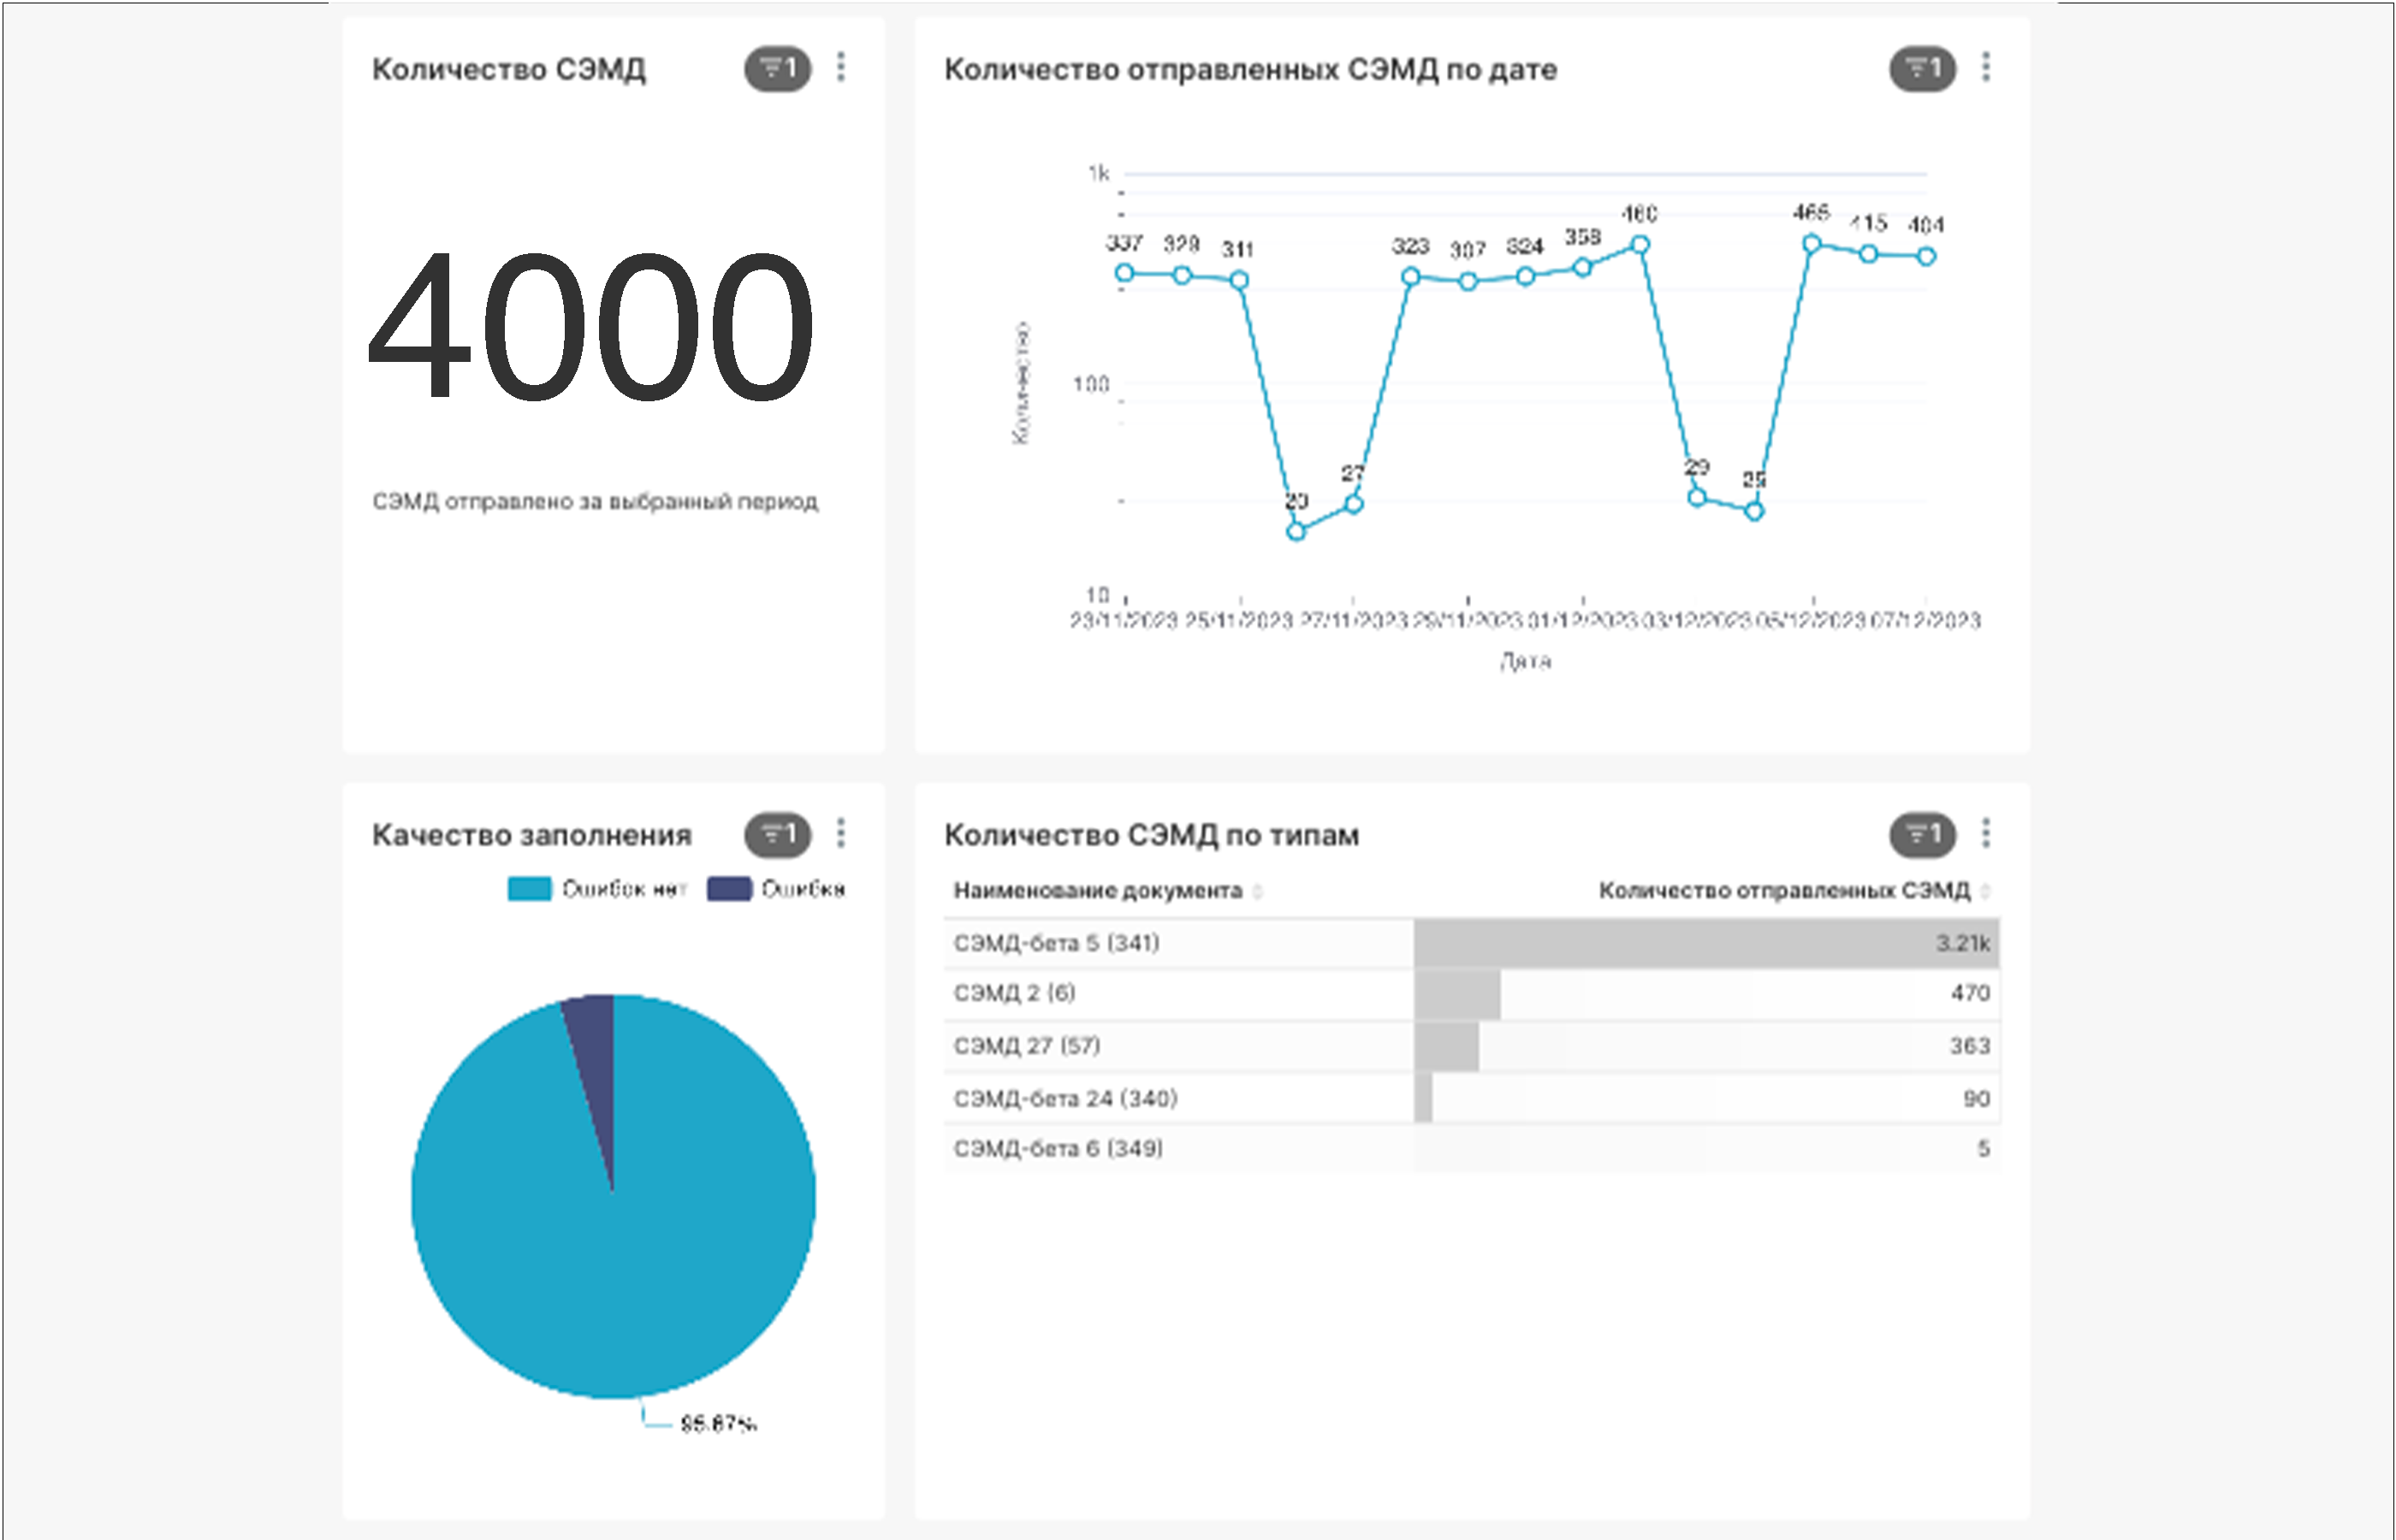 Количество СЭМД
1
4000
СЭМД отправлено за выбранный период
Количество отправленных СЭМД по дате
1
1k
100
10
Количество
337 329 311 20 27 323 307 324 358 460 29 25 465 415 404
23/11/2023 25/11/2023 27/11/2023 29/11/2023 01/12/2023 03/12/2023 05/12/2023 07/12/2023
Дата
Качество заполнения
1
Ошибок нет Ошибка
Количество СЭМД по типам
1
Наименование документа Количество отправленных СЭМД
СЭМД-бета 5 (341) 3.21k
СЭМД 2 (6) 470
СЭМД 27 (57) 363
СЭМД-бета 24 (340) 90
СЭМД-бета 6 (349) 5